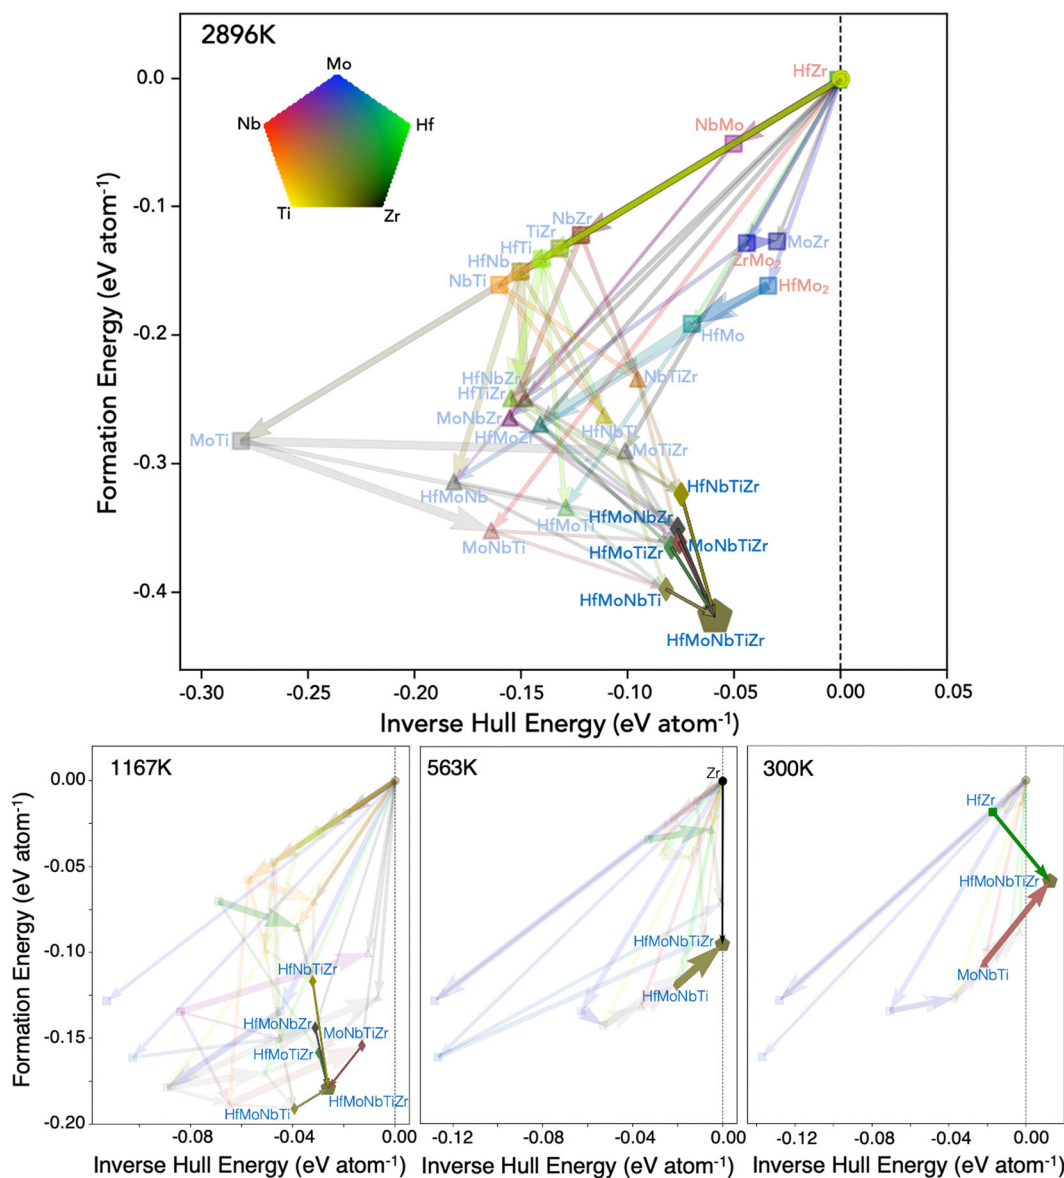 2896K
Mo
Nb
Hf
Ti
Zr
0.0
-0.1
-0.2
-0.3
-0.4
Formation Energy (eV atom⁻¹)
HfZr
NbMo
NbZr
TiZr
HfTi
HfNb
NbTi
MoZr
ZrMo₂
HfMo₂
HfMo
HfNbZr
NbTiZr
HfTiZr
MoNbZr
HfNbTi
HfMoZr
MoTi
MoTiZr
HfMoNb
HfNbTiZr
HfMoTi
HfMoNbZr
MoNbTi
MoNbTiZr
HfMoTiZr
HfMoNbTi
HfMoNbTiZr
-0.30
-0.25
-0.20
-0.15
-0.10
-0.05
0.00
0.05
Inverse Hull Energy (eV atom⁻¹)
1167K
0.00
-0.05
-0.10
-0.15
-0.20
Formation Energy (eV atom⁻¹)
HfNbTiZr
HfMoNbZr
MoNbTiZr
HfMoTiZr
HfMoNbTi
HfMoNbTiZr
-0.08
-0.04
0.00
Inverse Hull Energy (eV atom⁻¹)
563K
Zr
HfMoNbTiZr
HfMoNbTi
-0.12
-0.08
-0.04
0.00
Inverse Hull Energy (eV atom⁻¹)
300K
HfZr
HfMoNbTiZr
MoNbTi
-0.12
-0.08
-0.04
0.00
Inverse Hull Energy (eV atom⁻¹)